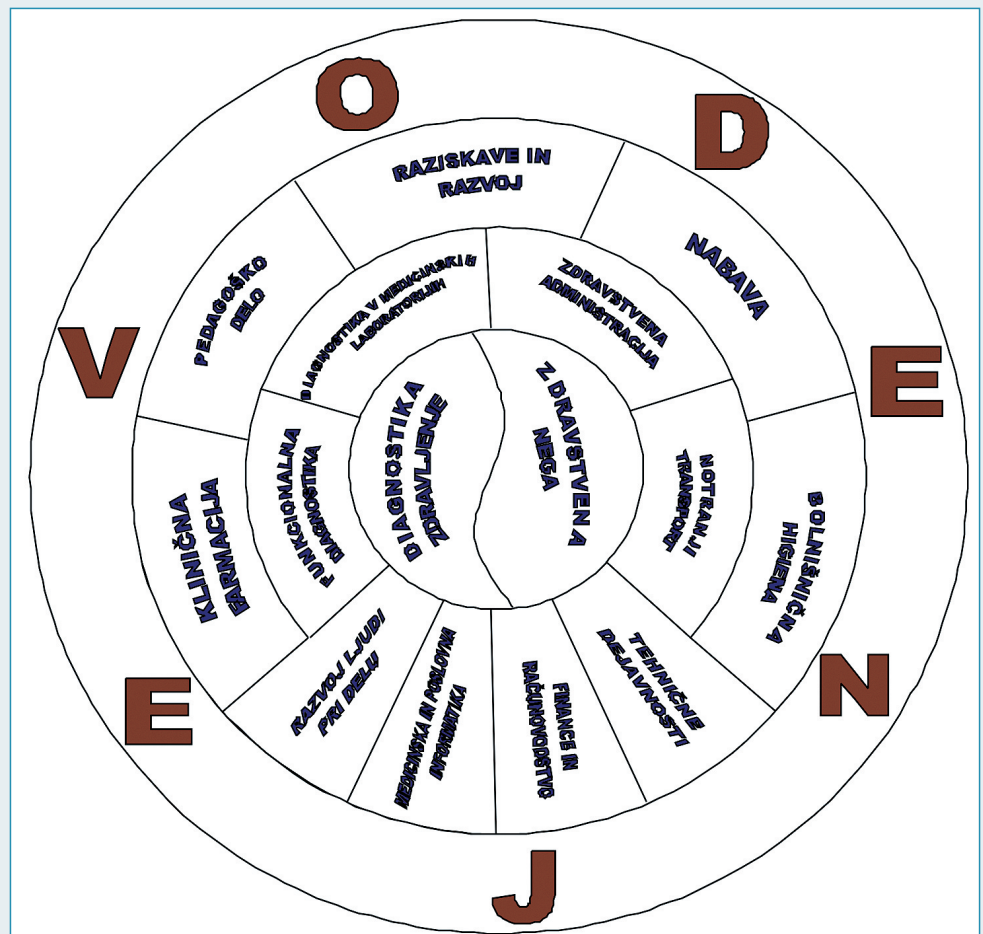 VODENJE
RAZISKAVE IN
RAZVOJ
NABAVA
BOLNIŠNIČNA
HIGIENA
TEHNIČNE
DEJAVNOSTI
FINANCE IN
RAČUNOVODSTVO
MEDICINSKA IN POSLOVNA
INFORMATIKA
RAZVOJ LJUDI
PRI DELU
KLINIČNA
FARMACIJA
PEDAGOŠKO
DELO
DIAGNOSTIKA V MEDICINSKIH
LABORATORIJIH
ZDRAVSTVENA
ADMINISTRACIJA
NOTRANJI
TRANSPORT
FUNKCIONALNA
DIAGNOSTIKA
DIAGNOSTIKA
ZDRAVLJENJE
ZDRAVSTVENA
NEGA
E